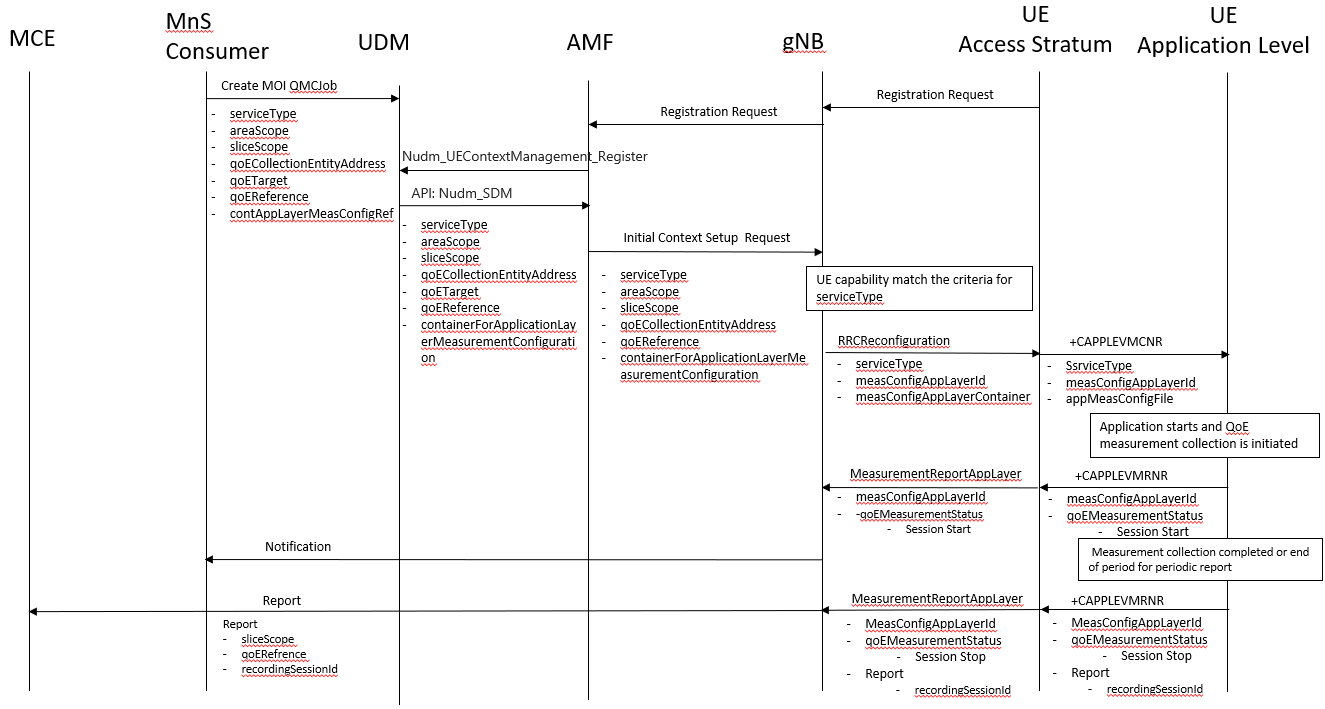 MCE
MnS
Consumer
UDM
AMF
gNB
UE
Access Stratum
UE
Application Level
Create MOI QMCJob
- serviceType
- areaScope
- sliceScope
- qoECollectionEntityAddress
- qoETarget
- qoEReference
- contAppLayerMeasConfigRef
Registration Request
Registration Request
Nudm_UEContextManagement_Register
API: Nudm_SDM
- serviceType
- areaScope
- sliceScope
- qoECollectionEntityAddress
- qoETarget
- qoEReference
- containerForApplicationLay
erMeasurementConfigurati
on
Initial Context Setup Request
- serviceType
- areaScope
- sliceScope
- qoECollectionEntityAddress
- qoEReference
- containerForApplicationLayerMe
asurementConfiguration
UE capability match the criteria for
serviceType
RRCReconfiguration
- serviceType
- measConfigAppLayerId
- measConfigAppLayerContainer
+CAPPLEVMCNR
- SsrviceType
- measConfigAppLayerId
- appMeasConfigFile
Application starts and QoE
measurement collection is initiated
MeasurementReportAppLayer
- measConfigAppLayerId
- -qoEMeasurementStatus
- Session Start
+CAPPLEVMRNR
- measConfigAppLayerId
- qoEMeasurementStatus
- Session Start
Notification
Measurement collection completed or end
of period for periodic report
Report
Report
- sliceScope
- qoERefrence
- recordingSessionId
MeasurementReportAppLayer
- MeasConfigAppLayerId
- qoEMeasurementStatus
- Session Stop
- Report
- recordingSessionId
+CAPPLEVMRNR
- MeasConfigAppLayerId
- qoEMeasurementStatus
- Session Stop
- Report
- recordingSessionId